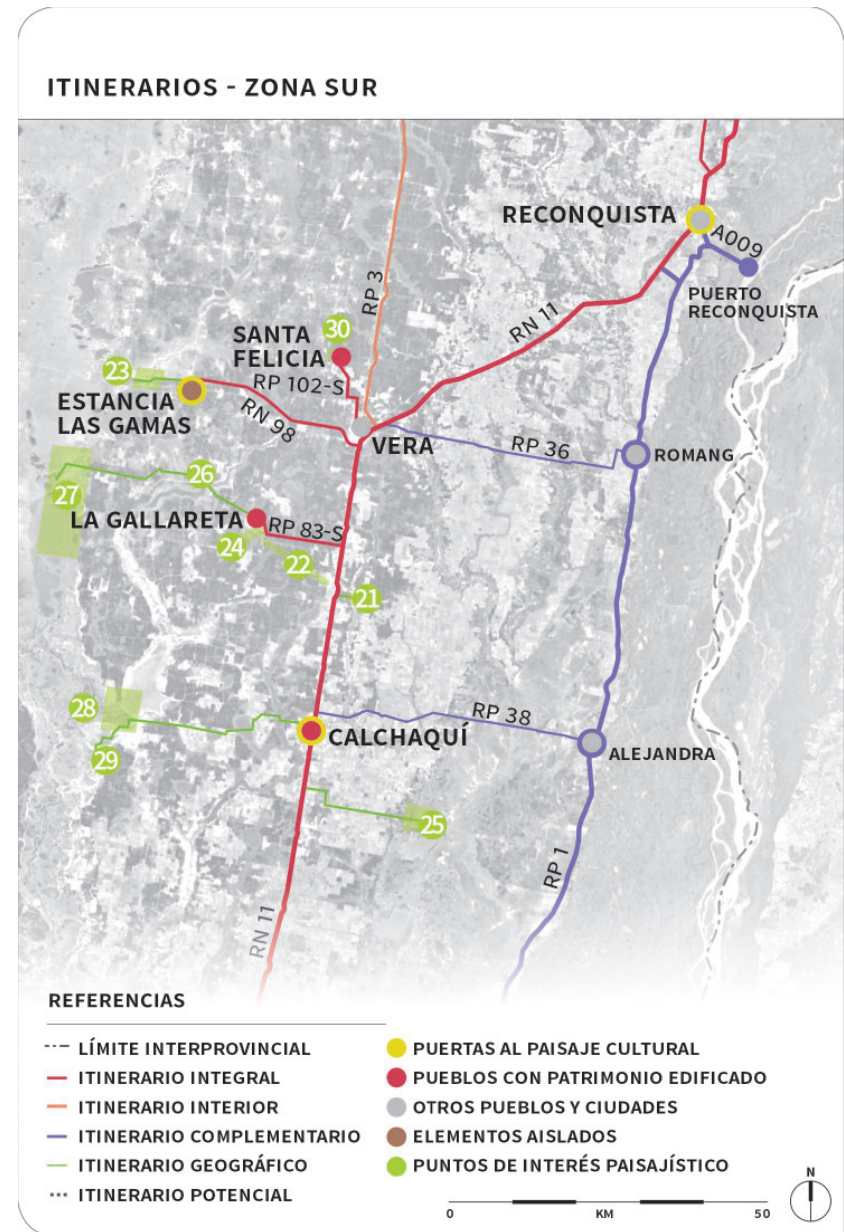 ITINERARIOS - ZONA SUR
RECONQUISTA
A009
PUERTO
RECONQUISTA
RP 3
RN 11
30
SANTA
FELICIA
23
RP 102-S
ESTANCIA
LAS GAMAS
RN 98
VERA
RP 36
ROMANG
26
27
LA GALLARETA
RP 83-S
24
22
21
28
RP 38
CALCHAQUÍ
29
ALEJANDRA
25
RP 1
RN 11
REFERENCIAS
LÍMITE INTERPROVINCIAL
ITINERARIO INTEGRAL
ITINERARIO INTERIOR
ITINERARIO COMPLEMENTARIO
ITINERARIO GEOGRÁFICO
ITINERARIO POTENCIAL
PUERTAS AL PAISAJE CULTURAL
PUEBLOS CON PATRIMONIO EDIFICADO
OTROS PUEBLOS Y CIUDADES
ELEMENTOS AISLADOS
PUNTOS DE INTERÉS PAISAJÍSTICO
N
0 KM 50